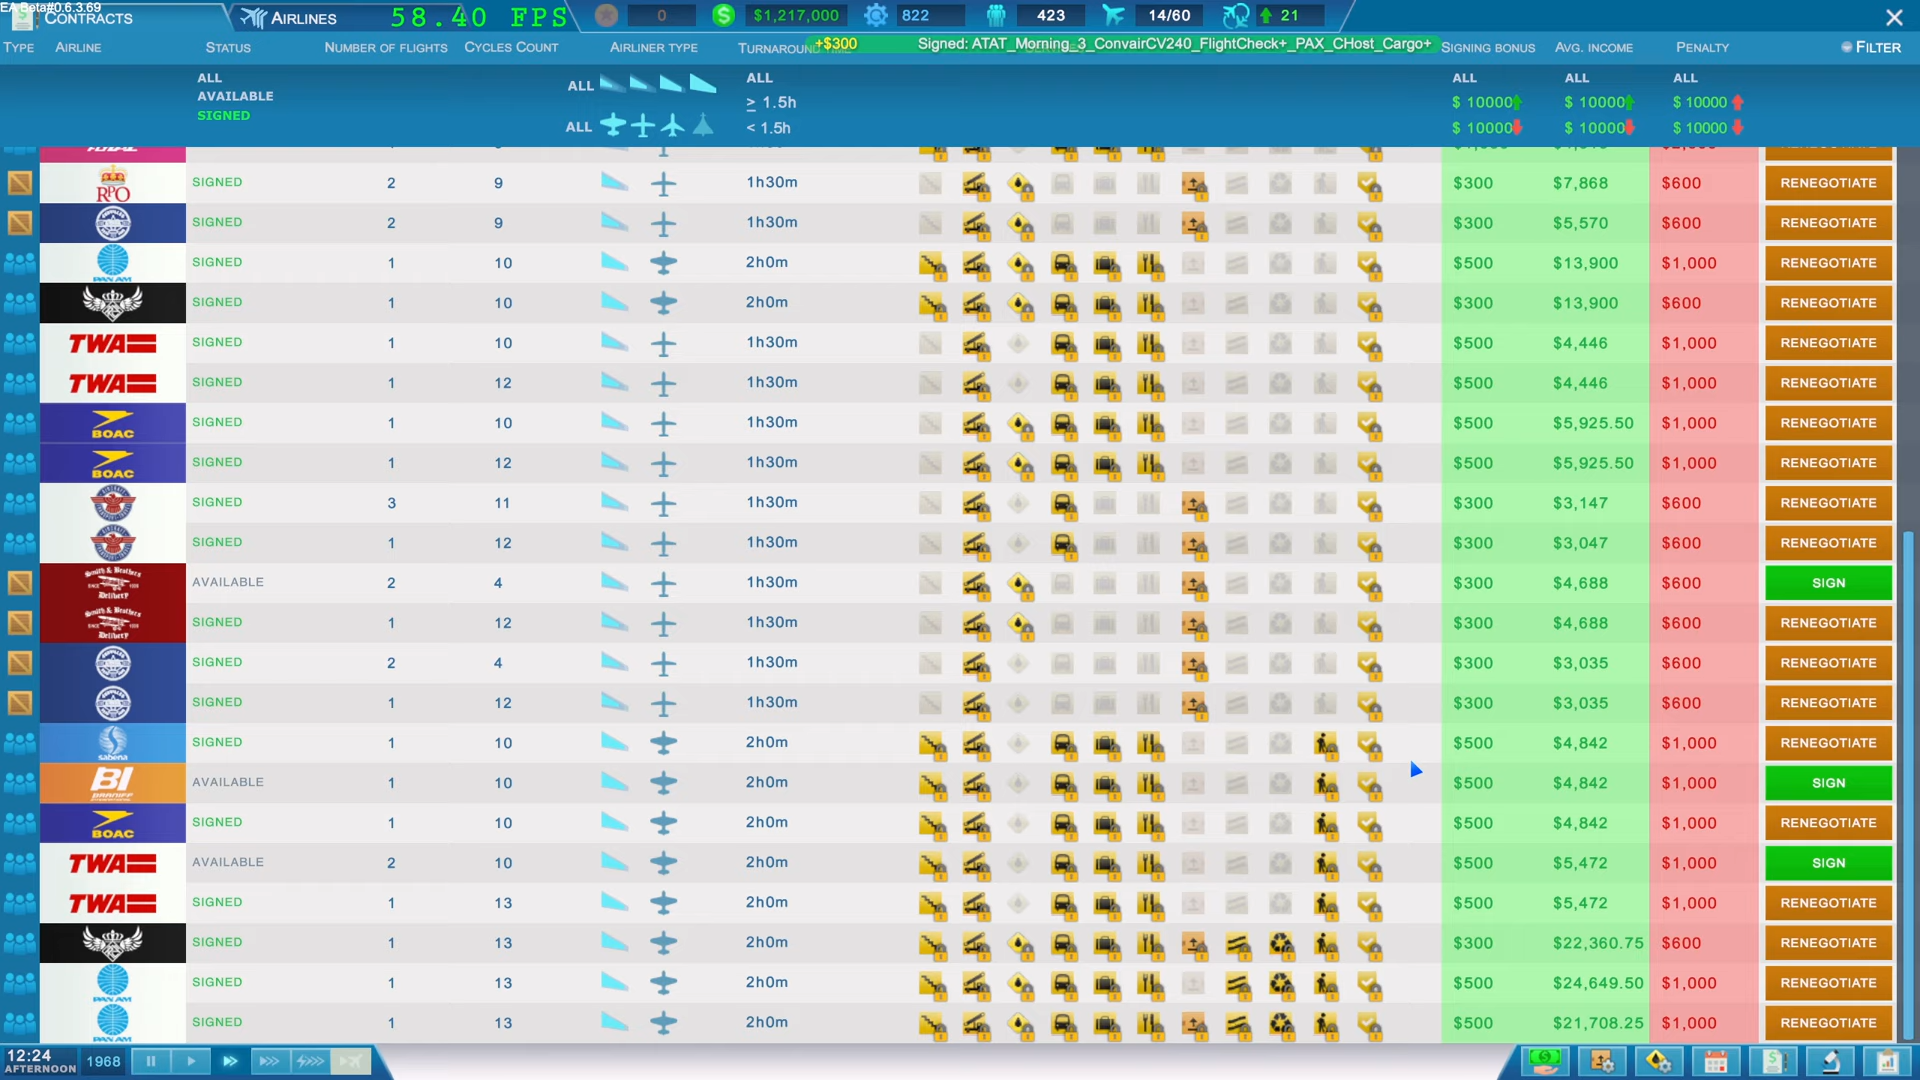 EA Beta#0.6.3.69
CONTRACTS AIRLINES 58.40 FPS 0 $1,217,000 822 423 14/60 21
TYPE AIRLINE STATUS NUMBER OF FLIGHTS CYCLES COUNT AIRLINER TYPE TURNAROUND +$300 Signed: ATAT_Morning_3_ConvairCV240_FlightCheck+_PAX_CHost_Cargo+ SIGNING BONUS AVG. INCOME PENALTY FILTER
ALL ALL ALL ALL ALL
AVAILABLE ALL ≥ 1.5h $ 10000 $ 10000 $ 10000
SIGNED ALL < 1.5h $ 10000 $ 10000 $ 10000
RPO SIGNED 2 9 1h30m $300 $7,868 $600 RENEGOTIATE
SIGNED 2 9 1h30m $300 $5,570 $600 RENEGOTIATE
PAN AM SIGNED 1 10 2h0m $500 $13,900 $1,000 RENEGOTIATE
SIGNED 1 10 2h0m $300 $13,900 $600 RENEGOTIATE
TWA SIGNED 1 10 1h30m $500 $4,446 $1,000 RENEGOTIATE
TWA SIGNED 1 12 1h30m $500 $4,446 $1,000 RENEGOTIATE
BOAC SIGNED 1 10 1h30m $500 $5,925.50 $1,000 RENEGOTIATE
BOAC SIGNED 1 12 1h30m $500 $5,925.50 $1,000 RENEGOTIATE
SIGNED 3 11 1h30m $300 $3,147 $600 RENEGOTIATE
SIGNED 1 12 1h30m $300 $3,047 $600 RENEGOTIATE
Smith & Brothers Delivery AVAILABLE 2 4 1h30m $300 $4,688 $600 SIGN
Smith & Brothers Delivery SIGNED 1 12 1h30m $300 $4,688 $600 RENEGOTIATE
SIGNED 2 4 1h30m $300 $3,035 $600 RENEGOTIATE
SIGNED 1 12 1h30m $300 $3,035 $600 RENEGOTIATE
sabena SIGNED 1 10 2h0m $500 $4,842 $1,000 RENEGOTIATE
BI BRANIFF INTERNATIONAL AVAILABLE 1 10 2h0m $500 $4,842 $1,000 SIGN
BOAC SIGNED 1 10 2h0m $500 $4,842 $1,000 RENEGOTIATE
TWA AVAILABLE 2 10 2h0m $500 $5,472 $1,000 SIGN
TWA SIGNED 1 13 2h0m $500 $5,472 $1,000 RENEGOTIATE
SIGNED 1 13 2h0m $300 $22,360.75 $600 RENEGOTIATE
PAN AM SIGNED 1 13 2h0m $500 $24,649.50 $1,000 RENEGOTIATE
PAN AM SIGNED 1 13 2h0m $500 $21,708.25 $1,000 RENEGOTIATE
12:24 1968
AFTERNOON